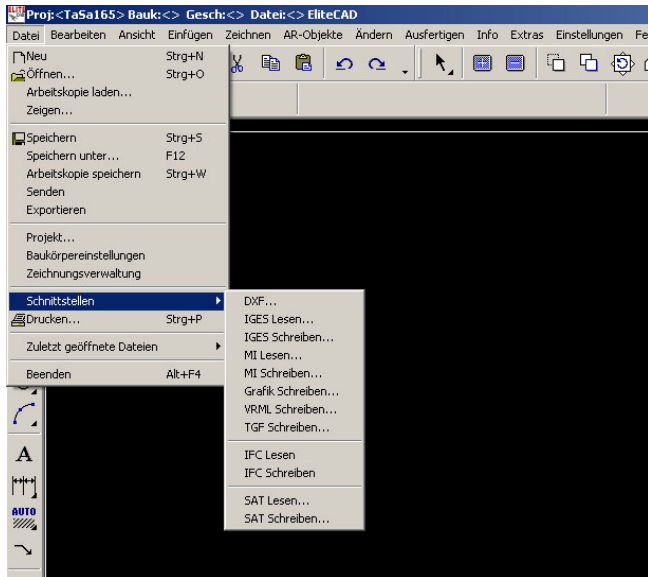 Proj:<TaSa165> Bauk:<> Gesch:<> Datei:<> EliteCAD
Datei Bearbeiten Ansicht Einfügen Zeichnen AR-Objekte Ändern Ausfertigen Info Extras Einstellungen Fe
Neu Strg+N
Öffnen... Strg+O
Arbeitskopie laden...
Zeigen...
Speichern Strg+S
Speichern unter... F12
Arbeitskopie speichern Strg+W
Senden
Exportieren
Projekt...
Baukörpereinstellungen
Zeichnungsverwaltung
Schnittstellen
Drucken... Strg+P
Zuletzt geöffnete Dateien
Beenden Alt+F4
DXF...
IGES Lesen...
IGES Schreiben...
MI Lesen...
MI Schreiben...
Grafik Schreiben...
VRML Schreiben...
TGF Schreiben...
IFC Lesen
IFC Schreiben
SAT Lesen...
SAT Schreiben...
A
AUTO